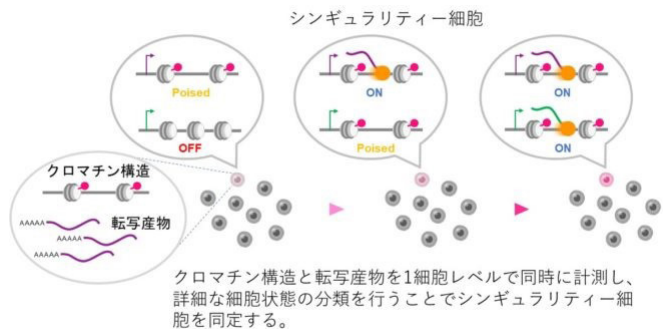 シンギュラリティー細胞
Poised
ON
ON
OFF
Poised
ON
クロマチン構造
転写産物
AAAAA
AAAAA
AAAAA
クロマチン構造と転写産物を1細胞レベルで同時に計測し、
詳細な細胞状態の分類を行うことでシンギュラリティー細
胞を同定する。